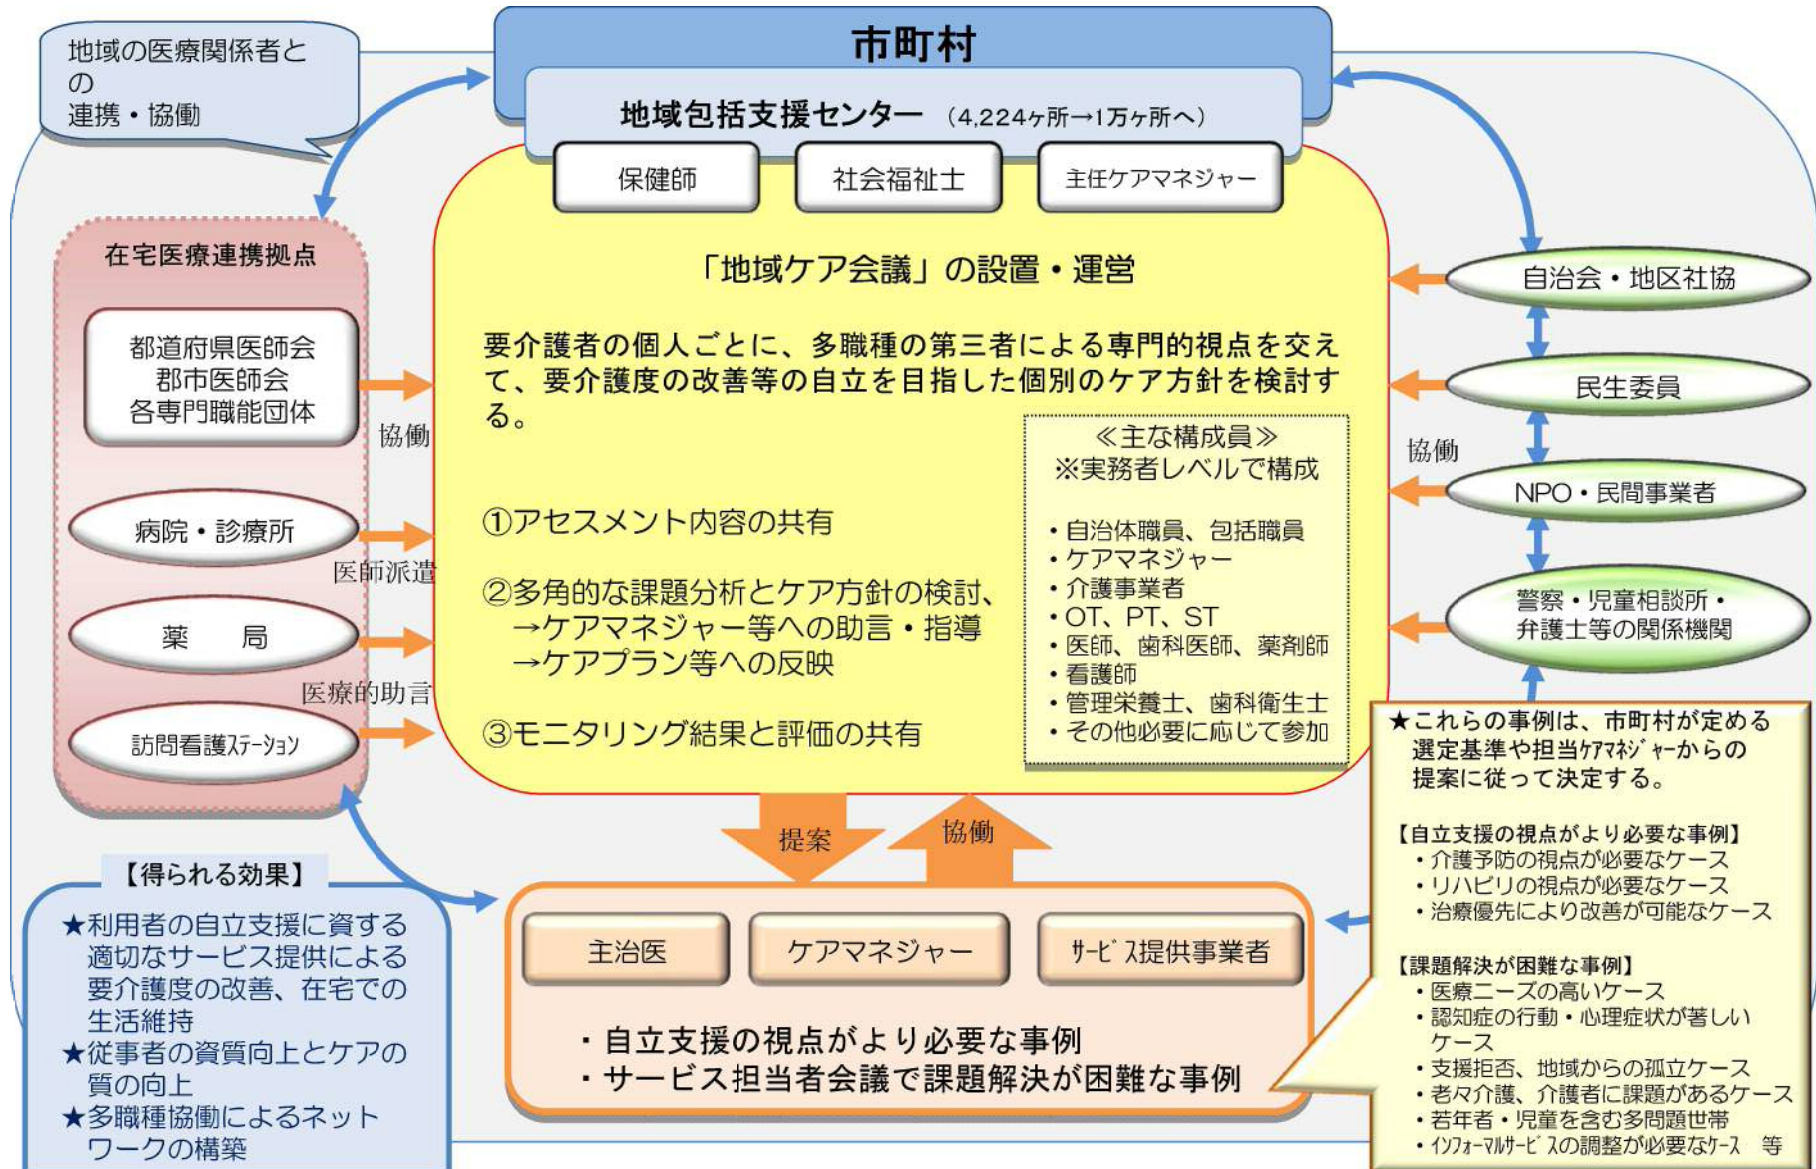 地域の医療関係者と
の
連携・協働
市町村
地域包括支援センター （4,224ヶ所→1万ヶ所へ）
保健師
社会福祉士
主任ケアマネジャー
在宅医療連携拠点
都道府県医師会
郡市医師会
各専門職能団体
協働
病院・診療所
医師派遣
薬　局
医療的助言
訪問看護ｽﾃｰｼｮﾝ
「地域ケア会議」の設置・運営
要介護者の個人ごとに、多職種の第三者による専門的視点を交え
て、要介護度の改善等の自立を目指した個別のケア方針を検討す
る。
①アセスメント内容の共有
②多角的な課題分析とケア方針の検討、
→ケアマネジャー等への助言・指導
→ケアプラン等への反映
③モニタリング結果と評価の共有
≪主な構成員≫
※実務者レベルで構成
・自治体職員、包括職員
・ケアマネジャー
・介護事業者
・OT、PT、ST
・医師、歯科医師、薬剤師
・看護師
・管理栄養士、歯科衛生士
・その他必要に応じて参加
自治会・地区社協
民生委員
協働
NPO・民間事業者
警察・児童相談所・
弁護士等の関係機関
提案
協働
主治医
ケアマネジャー
ｻｰﾋﾞｽ提供事業者
・自立支援の視点がより必要な事例
・サービス担当者会議で課題解決が困難な事例
【得られる効果】
★利用者の自立支援に資する
適切なサービス提供による
要介護度の改善、在宅での
生活維持
★従事者の資質向上とケアの
質の向上
★多職種協働によるネット
ワークの構築
★これらの事例は、市町村が定める
選定基準や担当ｹｱﾏﾈｼﾞｬｰからの
提案に従って決定する。
【自立支援の視点がより必要な事例】
・介護予防の視点が必要なケース
・リハビリの視点が必要なケース
・治療優先により改善が可能なケース
【課題解決が困難な事例】
・医療ニーズの高いケース
・認知症の行動・心理症状が著しい
ケース
・支援拒否、地域からの孤立ケース
・老々介護、介護者に課題があるケース
・若年者・児童を含む多問題世帯
・ｲﾝﾌｫｰﾏﾙｻｰﾋﾞｽの調整が必要なｹｰｽ　等